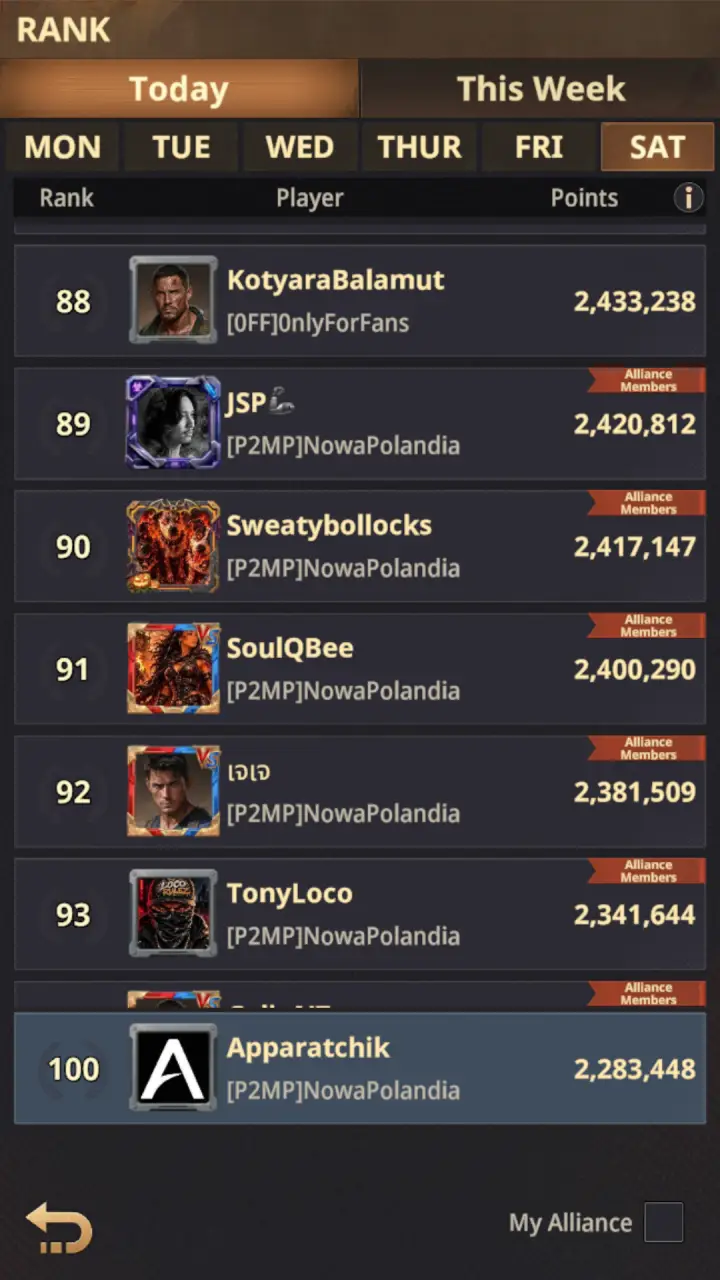 RANK
Today
This Week
MON TUE WED THUR FRI SAT
Rank Player Points
88
KotyaraBalamut
[0FF]0nlyForFans
2,433,238
Alliance
Members
89
JSP🦾
[P2MP]NowaPolandia
2,420,812
Alliance
Members
90
Sweatybollocks
[P2MP]NowaPolandia
2,417,147
Alliance
Members
91
SoulQBee
[P2MP]NowaPolandia
2,400,290
Alliance
Members
92
เจเจ
[P2MP]NowaPolandia
2,381,509
Alliance
Members
93
TonyLoco
[P2MP]NowaPolandia
2,341,644
Alliance
Members
100
Apparatchik
[P2MP]NowaPolandia
2,283,448
My Alliance